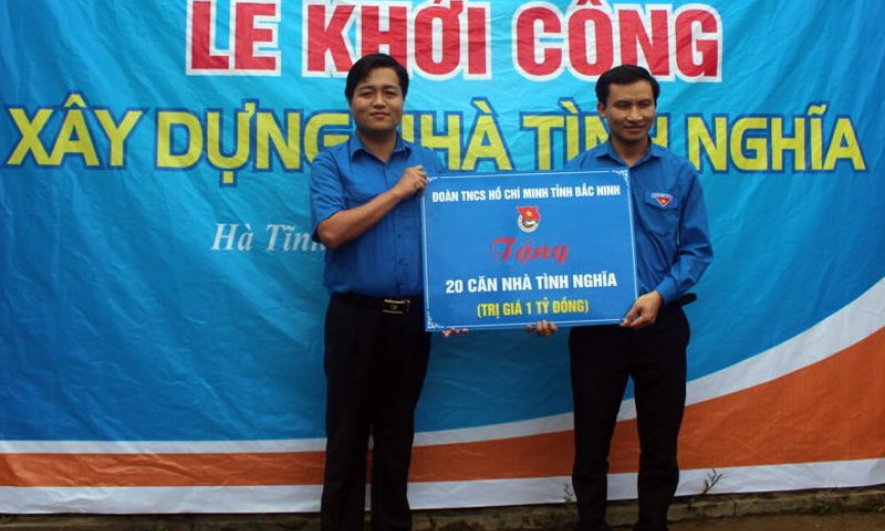 LỄ KHỞI CÔNG
XÂY DỰNG NHÀ TÌNH NGHĨA
Hà Tĩnh
ĐOÀN TNCS HỒ CHÍ MINH TỈNH BẮC NINH
Tặng
20 CĂN NHÀ TÌNH NGHĨA
(TRỊ GIÁ 1 TỶ ĐỒNG)